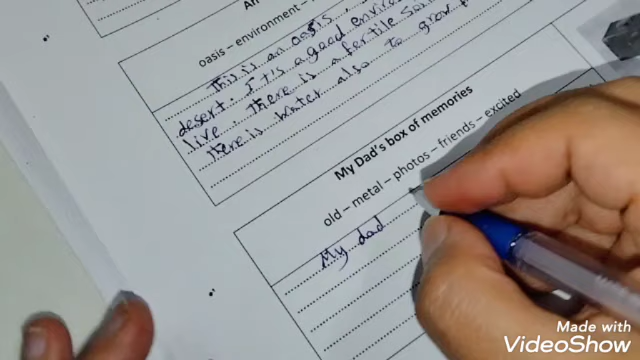 An
oasis – environment –
This is an oasis.
desert. It's a good enviro
live. There is a fertile soil
There is water also to grow
My Dad's box of memories
old – metal – photos – friends – excited
My dad
Made with
VideoShow